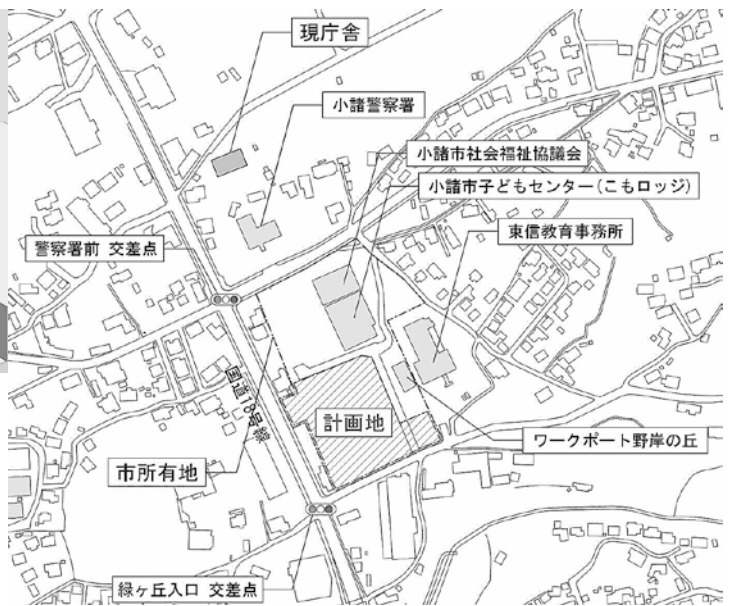 現庁舎
小諸警察署
小諸市社会福祉協議会
小諸市子どもセンター(こもロッジ)
東信教育事務所
警察署前 交差点
国道18号線
計画地
ワークポート野岸の丘
市所有地
緑ヶ丘入口 交差点